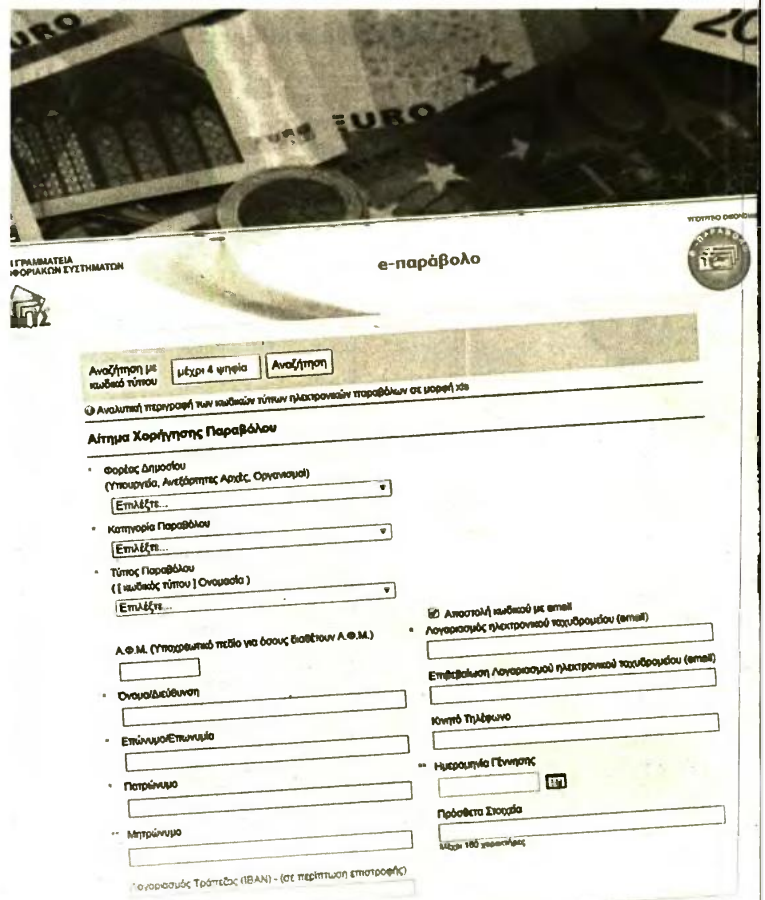 URO
EURO
20
ΥΠΟΥΡΓΕΙΟ ΟΙΚΟΝΟΜ
ΓΡΑΜΜΑΤΕΙΑ
ΦΟΡΙΑΚΩΝ ΣΥΣΤΗΜΑΤΩΝ
e-παράβολο
Αναζήτηση με
κωδικό τύπου
μέχρι 4 ψηφία
Αναζήτηση
Αναλυτική περιγραφή των κωδικών τύπων ηλεκτρονικών παραβόλων σε μορφή xls
Αίτημα Χορήγησης Παραβόλου
* Φορέας Δημοσίου
(Υπουργεία, Ανεξάρτητες Αρχές, Οργανισμοί)
Επιλέξτε...
* Κατηγορία Παραβόλου
Επιλέξτε...
* Τύπος Παραβόλου
( [ κωδικός τύπου ] Ονομασία )
Επιλέξτε...
Α.Φ.Μ. (Υποχρεωτικό πεδίο για όσους διαθέτουν Α.Φ.Μ.)
* Όνομα/Διεύθυνση
* Επώνυμο/Επωνυμία
* Πατρώνυμο
** Μητρώνυμο
Λογαριασμός Τράπεζας (IBAN) - (σε περίπτωση επιστροφής)
Αποστολή κωδικού με email
* Λογαριασμός ηλεκτρονικού ταχυδρομείου (email)
Επιβεβαίωση Λογαριασμού ηλεκτρονικού ταχυδρομείου (email)
Κινητό Τηλέφωνο
** Ημερομηνία Γέννησης
Πρόσθετα Στοιχεία
Μέχρι 160 χαρακτήρες